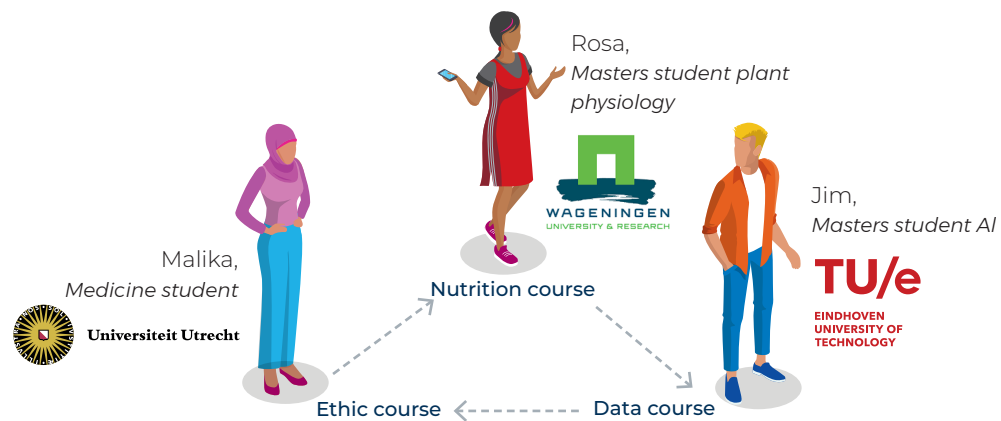 Rosa,
Masters student plant
physiology
WAGENINGEN
UNIVERSITY & RESEARCH
Jim,
Masters student AI
TU/e
EINDHOVEN
UNIVERSITY OF
TECHNOLOGY
Malika,
Medicine student
Universiteit Utrecht
Nutrition course
Ethic course
Data course